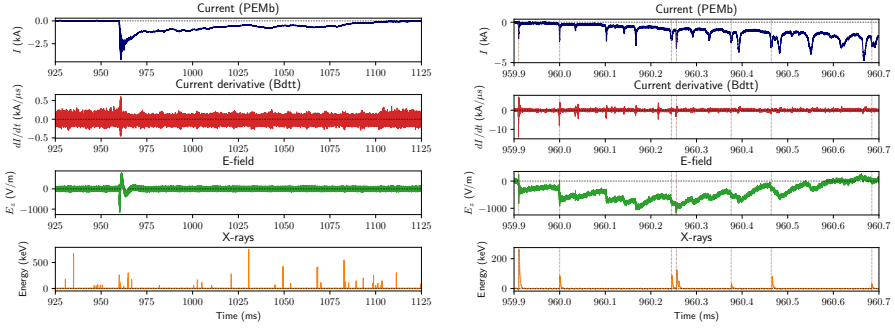 Current (PEMb)
I (kA)
0.0
−2.5
925 950 975 1000 1025 1050 1075 1100 1125
Current derivative (Bdtt)
dI/dt (kA/µs)
0.5
0.0
−0.5
925 950 975 1000 1025 1050 1075 1100 1125
E-field
E_z (V/m)
0
−1000
925 950 975 1000 1025 1050 1075 1100 1125
X-rays
Energy (keV)
500
0
925 950 975 1000 1025 1050 1075 1100 1125
Time (ms)
Current (PEMb)
I (kA)
0
−5
959.9 960.0 960.1 960.2 960.3 960.4 960.5 960.6 960.7
Current derivative (Bdtt)
dI/dt (kA/µs)
0
−10
959.9 960.0 960.1 960.2 960.3 960.4 960.5 960.6 960.7
E-field
E_z (V/m)
0
−1000
959.9 960.0 960.1 960.2 960.3 960.4 960.5 960.6 960.7
X-rays
Energy (keV)
200
0
959.9 960.0 960.1 960.2 960.3 960.4 960.5 960.6 960.7
Time (ms)